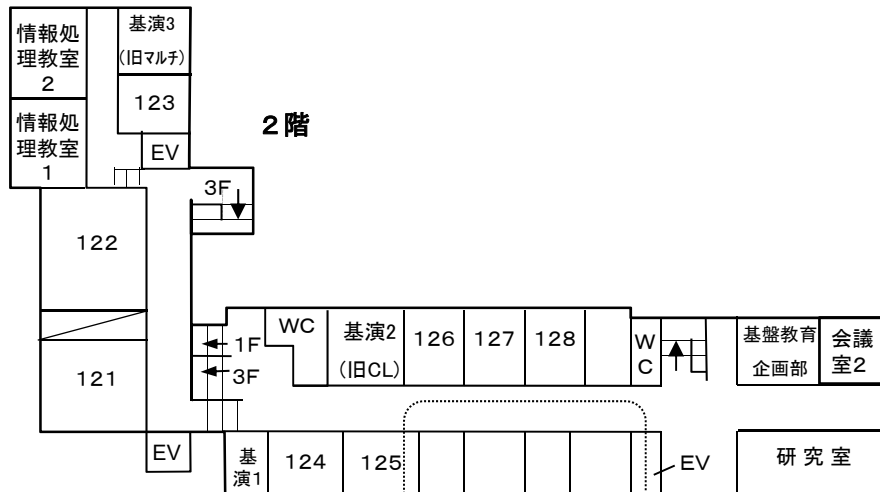 情報処
理教室
２
基演３
（旧マルチ）
123
２階
情報処
理教室
１
EV
3F
122
1F
3F
WC
基演２
（旧CL）
126
127
128
W
C
基盤教育
企画部
会議
室２
121
EV
基
演1
124
125
EV
研究室